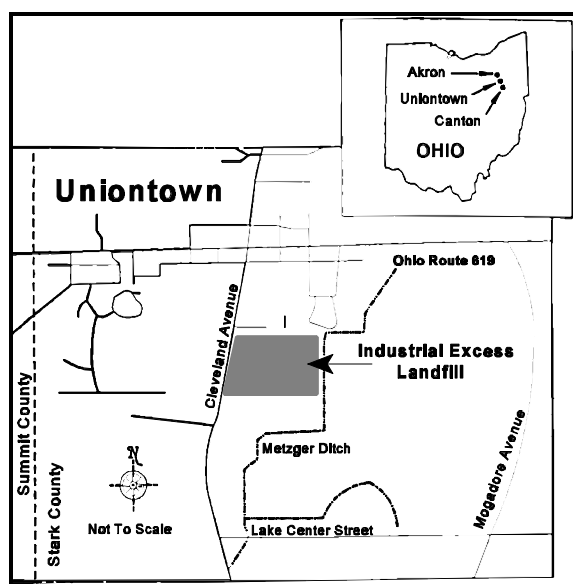 Akron
Uniontown
Canton
OHIO
Uniontown
Ohio Route 619
Cleveland Avenue
Industrial Excess
Landfill
Summit County
Stark County
N
Not To Scale
Metzger Ditch
Lake Center Street
Mogadore Avenue